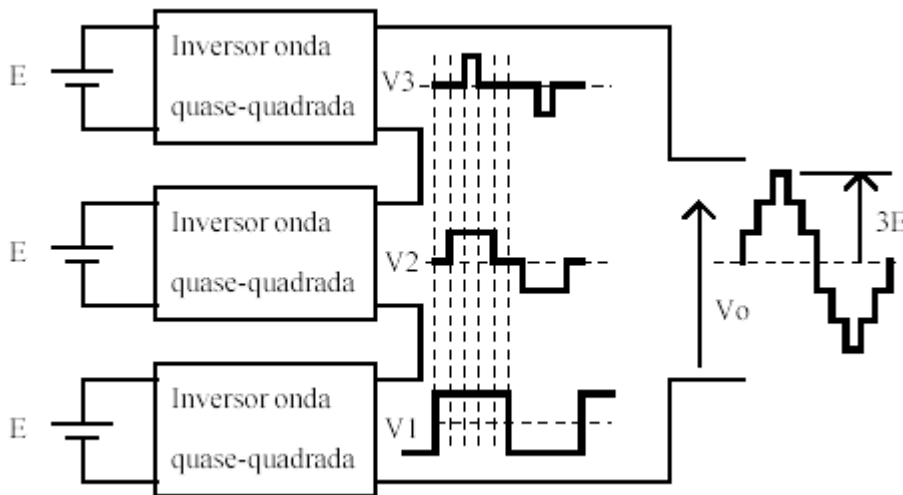 E
Inversor onda
quase-quadrada
V3
E
Inversor onda
quase-quadrada
V2
3E
Vo
E
Inversor onda
quase-quadrada
V1